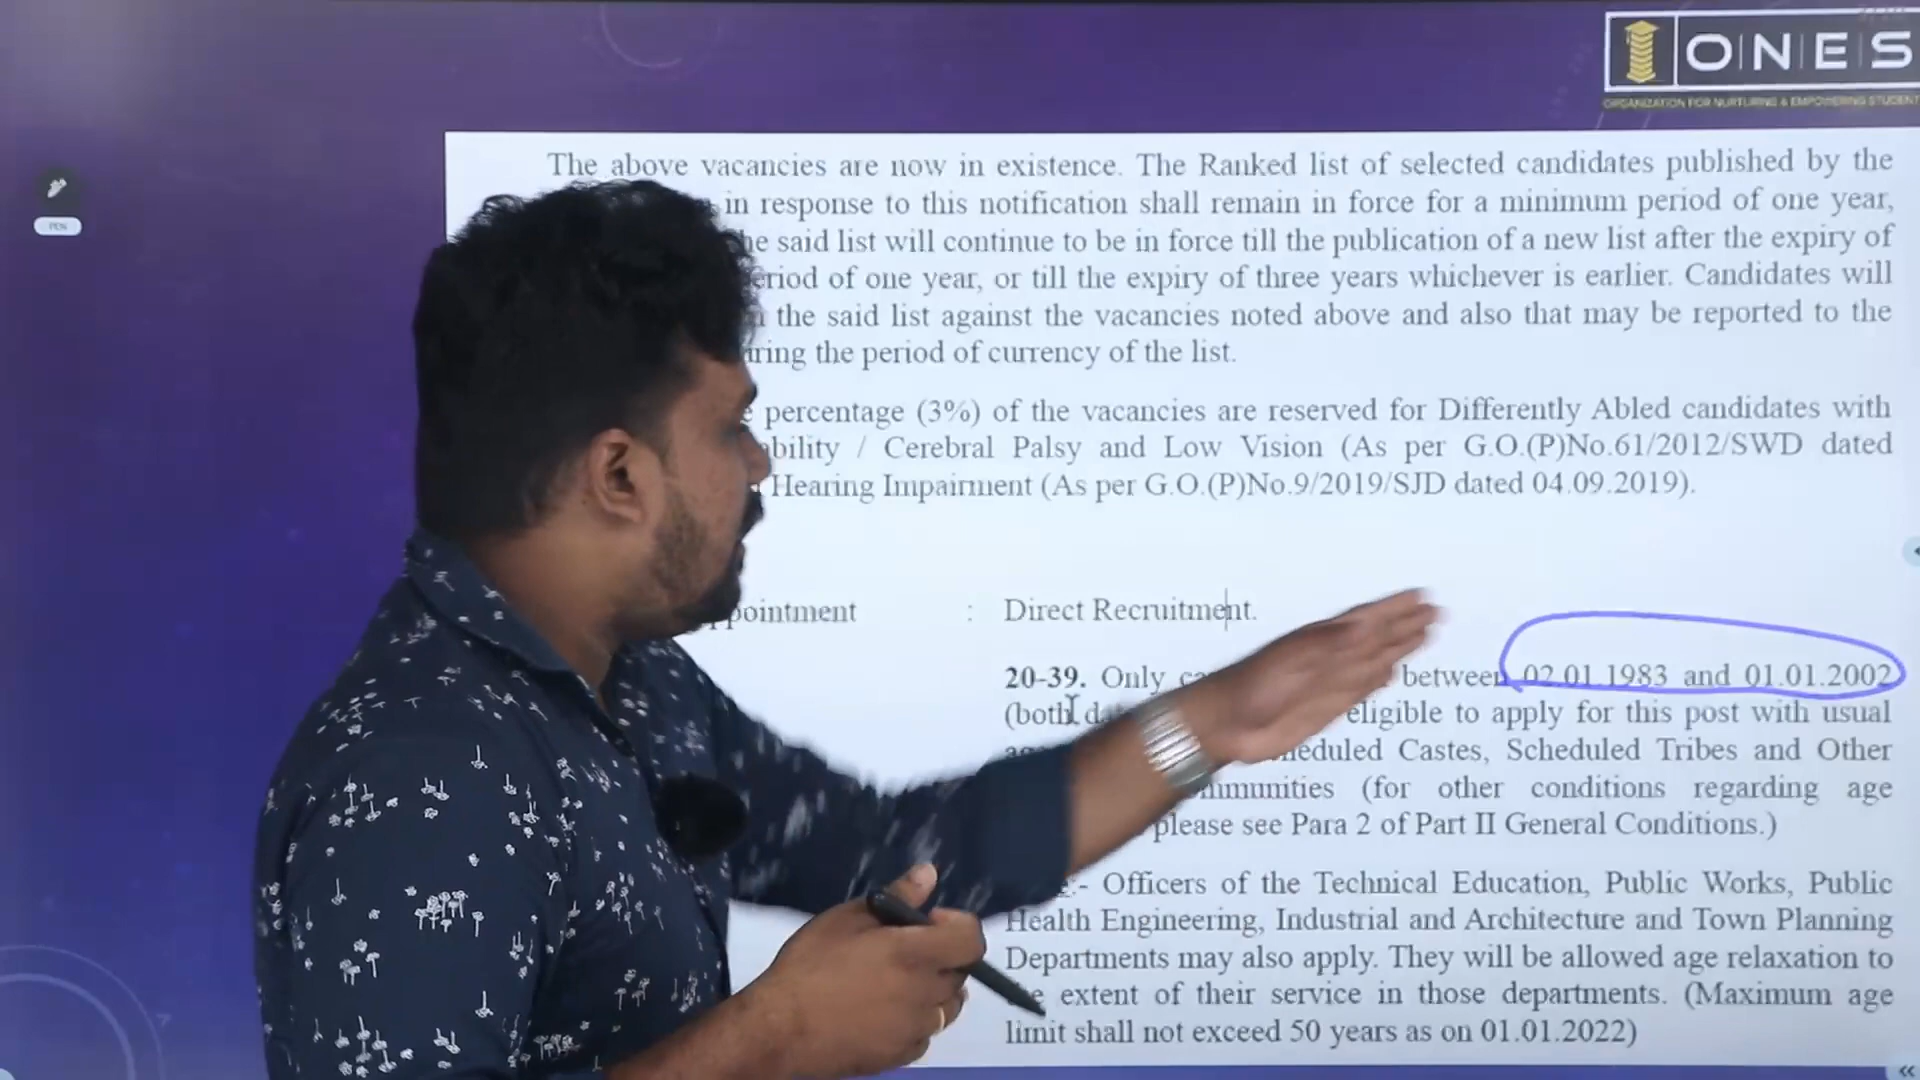 ONES
ORGANIZATION FOR NURTURING & EMPOWERING STUDENT
PEN
The above vacancies are now in existence. The Ranked list of selected candidates published by the
in response to this notification shall remain in force for a minimum period of one year,
said list will continue to be in force till the publication of a new list after the expiry of
of one year, or till the expiry of three years whichever is earlier. Candidates will
the said list against the vacancies noted above and also that may be reported to the
the period of currency of the list.
percentage (3%) of the vacancies are reserved for Differently Abled candidates with
/ Cerebral Palsy and Low Vision (As per G.O.(P)No.61/2012/SWD dated
Hearing Impairment (As per G.O.(P)No.9/2019/SJD dated 04.09.2019).
: Direct Recruitment.
20-39. Only between 02.01.1983 and 01.01.2002
(both eligible to apply for this post with usual
Castes, Scheduled Tribes and Other
(for other conditions regarding age
please see Para 2 of Part II General Conditions.)
:- Officers of the Technical Education, Public Works, Public
Health Engineering, Industrial and Architecture and Town Planning
Departments may also apply. They will be allowed age relaxation to
extent of their service in those departments. (Maximum age
limit shall not exceed 50 years as on 01.01.2022)